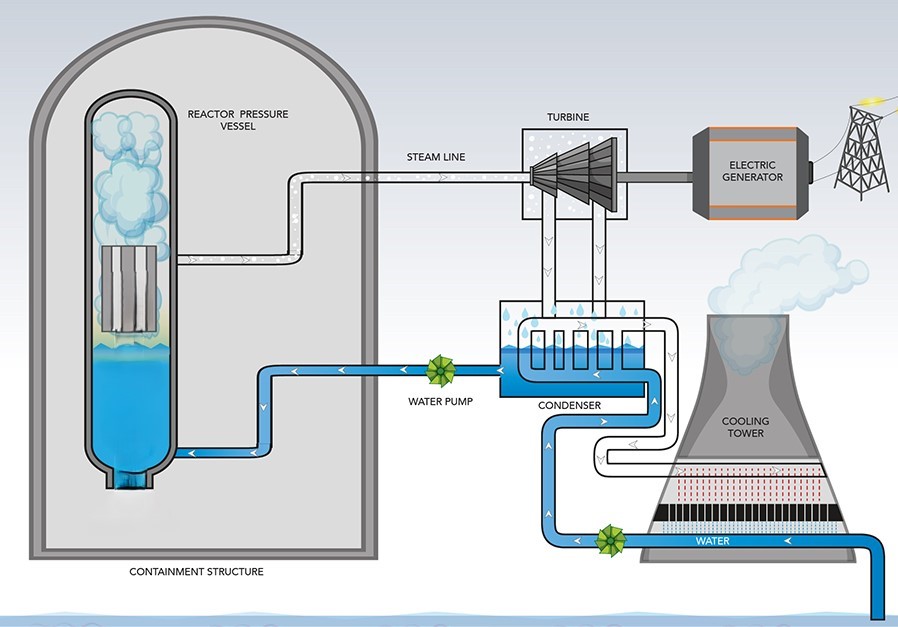 REACTOR PRESSURE
VESSEL
STEAM LINE
TURBINE
ELECTRIC
GENERATOR
WATER PUMP
CONDENSER
COOLING
TOWER
WATER
CONTAINMENT STRUCTURE